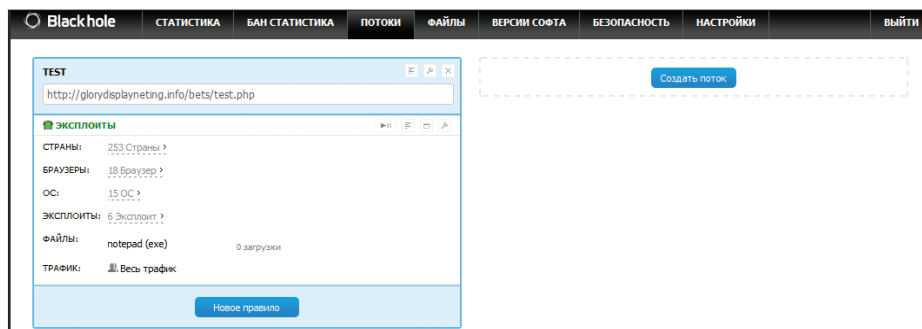 Blackhole СТАТИСТИКА БАН СТАТИСТИКА ПОТОКИ ФАЙЛЫ ВЕРСИИ СОФТА БЕЗОПАСНОСТЬ НАСТРОЙКИ ВЫЙТИ
TEST
http://glorydisplayneting.info/bets/test.php
Создать поток
ЭКСПЛОИТЫ
СТРАНЫ: 253 Страны
БРАУЗЕРЫ: 18 Браузер
ОС: 15 ОС
ЭКСПЛОИТЫ: 6 Эксплоит
ФАЙЛЫ: notepad (exe) 0 загрузки
ТРАФИК: Весь трафик
Новое правило